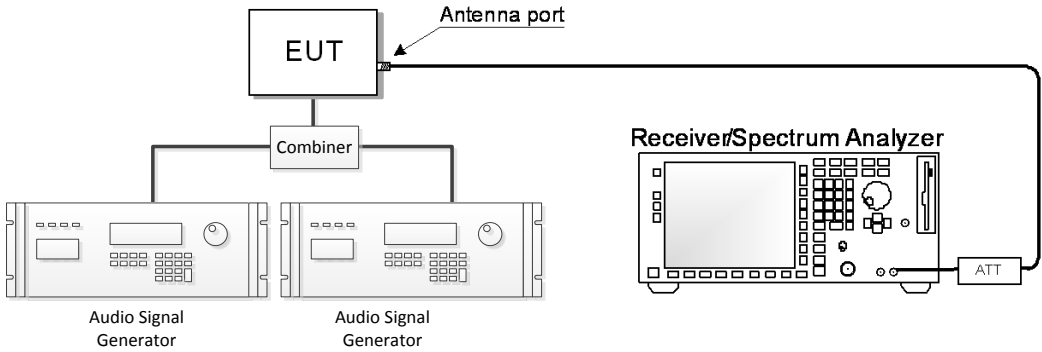 Antenna port
EUT
Combiner
Receiver/Spectrum Analyzer
ATT
Audio Signal
Generator
Audio Signal
Generator